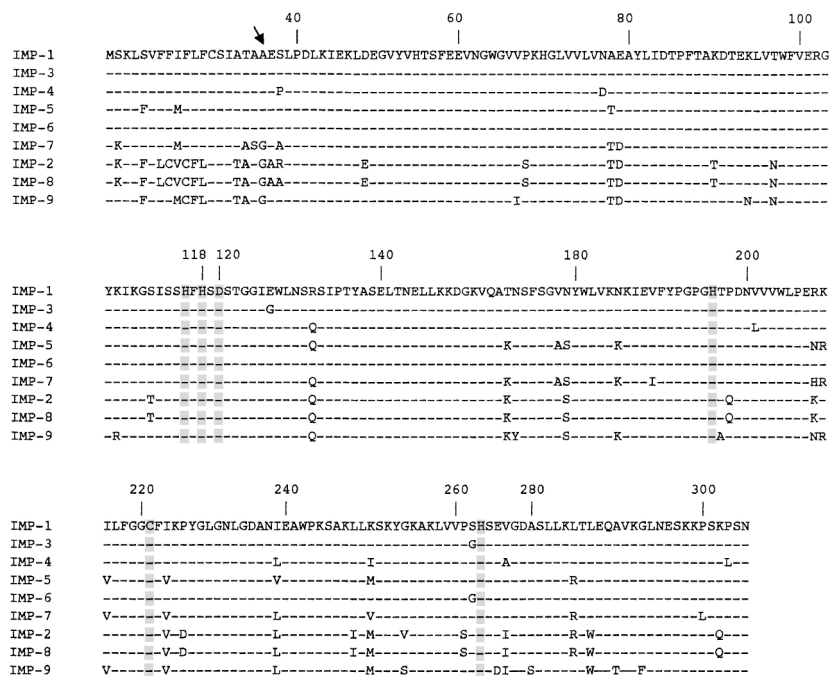 40 60 80 100
IMP-1 MSKLSVFFIFLFCSIATAAESLPDLKIEKLDEGVYVHTSFEEVNGWGVVPKHGLVVLVNAEAYLIDTPFTAKDTEKLVTWFVERG
IMP-3 -------------------------------------------------------------------------------------
IMP-4 --------------------P-------------------------------------D--------------------------
IMP-5 ----F---M--------------------------------------------------T-------------------------
IMP-6 -------------------------------------------------------------------------------------
IMP-7 -K------M-------ASG-A--------------------------------------TD------------------------
IMP-2 -K--F-LCVCFL---TA-GAR---------E------------------S---------TD----------T------N------
IMP-8 -K--F-LCVCFL---TA-GAA---------E------------------S---------TD----------T------N------
IMP-9 ----F---MCFL---TA-G-----------------------------I----------TD--------------N--N------
118 120 140 180 200
IMP-1 YKIKGSISSHFHSDSTGGIEWLNSRSIPTYASELTNELLKKDGKVQATNSFSGVNYWLVKNKIEVFYPGPGHTPDNVVVWLPERK
IMP-3 -------------------G-----------------------------------------------------------------
IMP-4 ------------------------Q---------------------------------------------------L--------
IMP-5 ------------------------Q----------------------K-----AS-----K----------------------NR
IMP-6 -------------------------------------------------------------------------------------
IMP-7 ------------------------Q----------------------K-----AS-----K---I------------------HR
IMP-2 -----T------------------Q----------------------K------S------------------Q---------K-
IMP-8 -----T------------------Q----------------------K------S------------------Q---------K-
IMP-9 -R----------------------Q----------------------KY-----S-----K-----------A----------NR
220 240 260 280 300
IMP-1 ILFGGCFIKPYGLGNLGDANIEAWPKSAKLLKSKYGKAKLVVPSHSEVGDASLLKLTLEQAVKGLNESKKPSKPSN
IMP-3 -------------------------------------------G--------------------------------
IMP-4 --------------------L----------I---------------A-------------------------L--
IMP-5 V------V------------V----------M-----------------------R--------------------
IMP-6 -------------------------------------------G--------------------------------
IMP-7 V------V------------L----------V-----------------------R--------------L-----
IMP-2 -------V-D----------L--------I-M---V------I----I-------R-W--------------Q---
IMP-8 -------V-D----------L--------I-M---S------I----I-------R-W--------------Q---
IMP-9 V------V------------L----------M---S----------DI--S------W--T--F------------